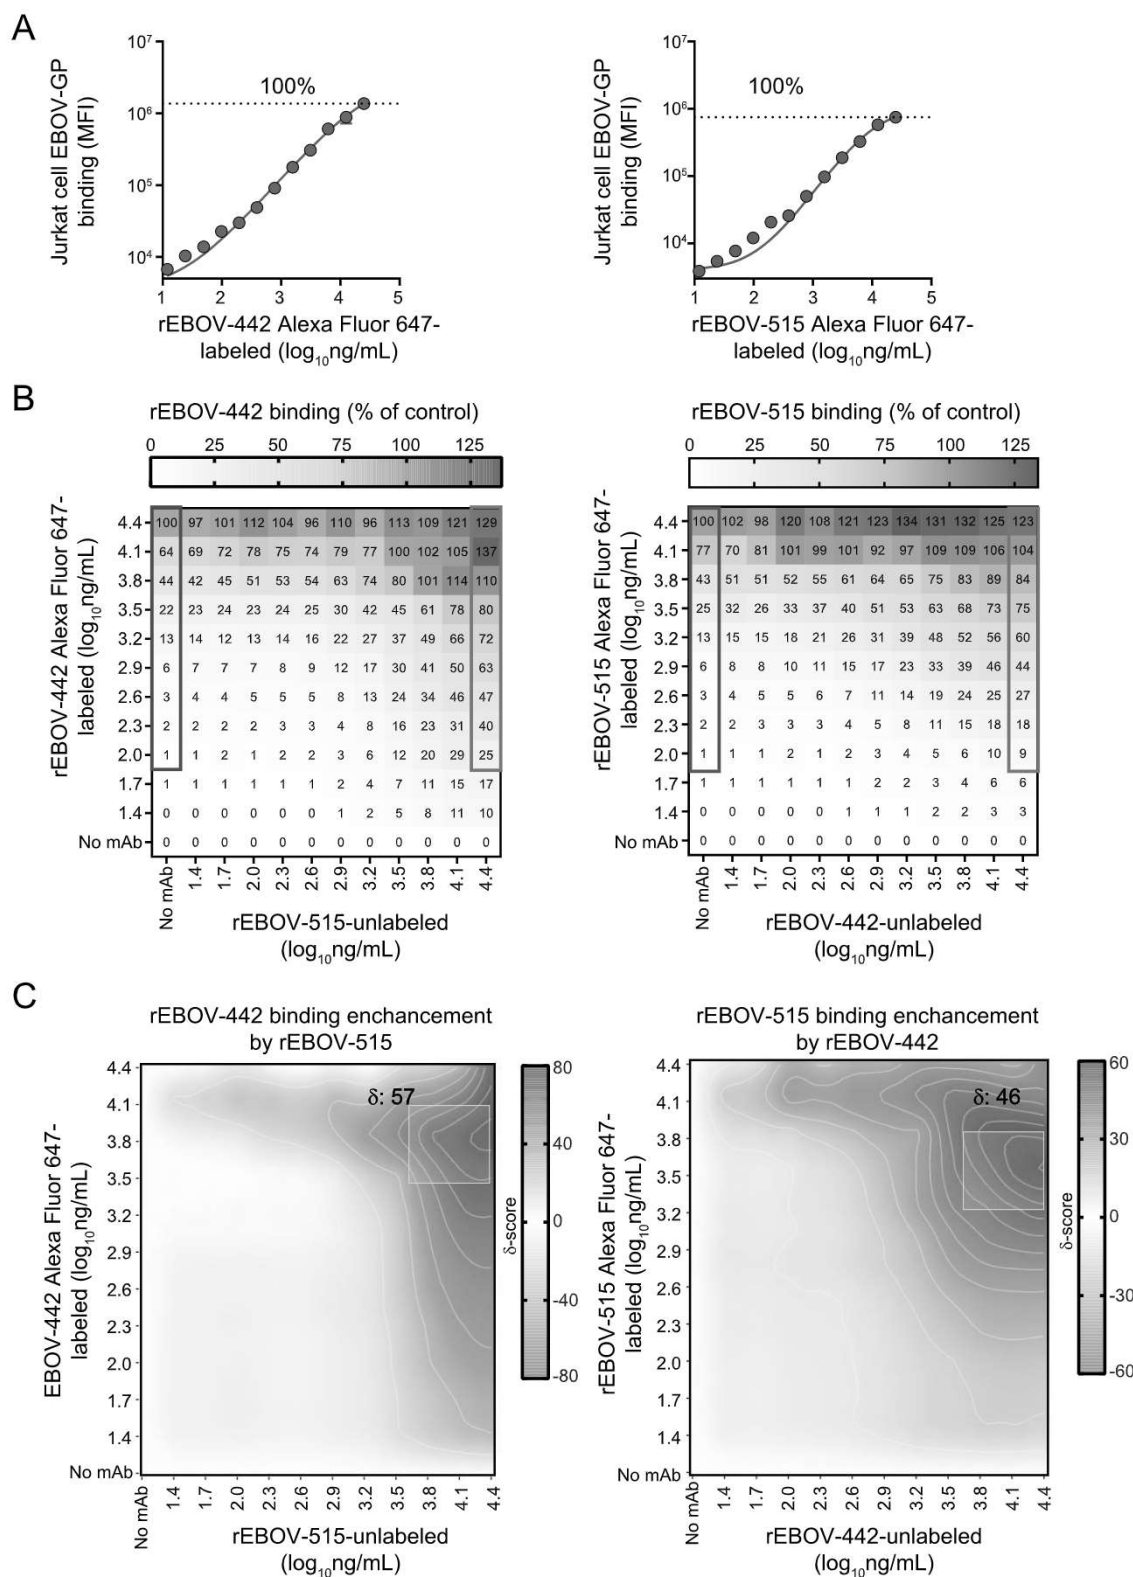 A
Jurkat cell EBOV-GP
binding (MFI)
10⁷
10⁶
10⁵
10⁴
100%
1 2 3 4 5
rEBOV-442 Alexa Fluor 647-
labeled (log₁₀ng/mL)
Jurkat cell EBOV-GP
binding (MFI)
10⁷
10⁶
10⁵
10⁴
100%
1 2 3 4 5
rEBOV-515 Alexa Fluor 647-
labeled (log₁₀ng/mL)
B
rEBOV-442 binding (% of control)
0 25 50 75 100 125
rEBOV-442 Alexa Fluor 647-
labeled (log₁₀ng/mL)
4.4 100 97 101 112 104 96 110 96 113 109 121 129
4.1 64 69 72 78 75 74 79 77 100 102 105 137
3.8 44 42 45 51 53 54 63 74 80 101 114 110
3.5 22 23 24 23 24 25 30 42 45 61 78 80
3.2 13 14 12 13 14 16 22 27 37 49 66 72
2.9 6 7 7 7 8 9 12 17 30 41 50 63
2.6 3 4 4 5 5 5 8 13 24 34 46 47
2.3 2 2 2 2 3 3 4 8 16 23 31 40
2.0 1 1 2 1 2 2 3 6 12 20 29 25
1.7 1 1 1 1 1 1 2 4 7 11 15 17
1.4 0 0 0 0 0 0 1 2 5 8 11 10
No mAb 0 0 0 0 0 0 0 0 0 0 0 0
No mAb 1.4 1.7 2.0 2.3 2.6 2.9 3.2 3.5 3.8 4.1 4.4
rEBOV-515-unlabeled
(log₁₀ng/mL)
rEBOV-515 binding (% of control)
0 25 50 75 100 125
rEBOV-515 Alexa Fluor 647-
labeled (log₁₀ng/mL)
4.4 100 102 98 120 108 121 123 134 131 132 125 123
4.1 77 70 81 101 99 101 92 97 109 109 106 104
3.8 43 51 51 52 55 61 64 65 75 83 89 84
3.5 25 32 26 33 37 40 51 53 63 68 73 75
3.2 13 15 15 18 21 26 31 39 48 52 56 60
2.9 6 8 8 10 11 15 17 23 33 39 46 44
2.6 3 4 5 5 6 7 11 14 19 24 25 27
2.3 2 2 3 3 3 4 5 8 11 15 18 18
2.0 1 1 1 2 1 2 3 4 5 6 10 9
1.7 1 1 1 1 1 1 2 2 3 4 6 6
1.4 0 0 0 0 0 1 1 1 2 2 3 3
No mAb 0 0 0 0 0 0 0 0 0 0 0 0
No mAb 1.4 1.7 2.0 2.3 2.6 2.9 3.2 3.5 3.8 4.1 4.4
rEBOV-442-unlabeled
(log₁₀ng/mL)
C
rEBOV-442 binding enchancement
by rEBOV-515
EBOV-442 Alexa Fluor 647-
labeled (log₁₀ng/mL)
4.4
4.1
3.8
3.5
3.2
2.9
2.6
2.3
2.0
1.7
1.4
No mAb
δ: 57
No mAb 1.4 1.7 2.0 2.3 2.6 2.9 3.2 3.5 3.8 4.1 4.4
rEBOV-515-unlabeled
(log₁₀ng/mL)
80
40
0
-40
-80
δ-score
rEBOV-515 binding enchancement
by rEBOV-442
rEBOV-515 Alexa Fluor 647-
labeled (log₁₀ng/mL)
4.4
4.1
3.8
3.5
3.2
2.9
2.6
2.3
2.0
1.7
1.4
No mAb
δ: 46
No mAb 1.4 1.7 2.0 2.3 2.6 2.9 3.2 3.5 3.8 4.1 4.4
rEBOV-442-unlabeled
(log₁₀ng/mL)
60
30
0
-30
-60
δ-score